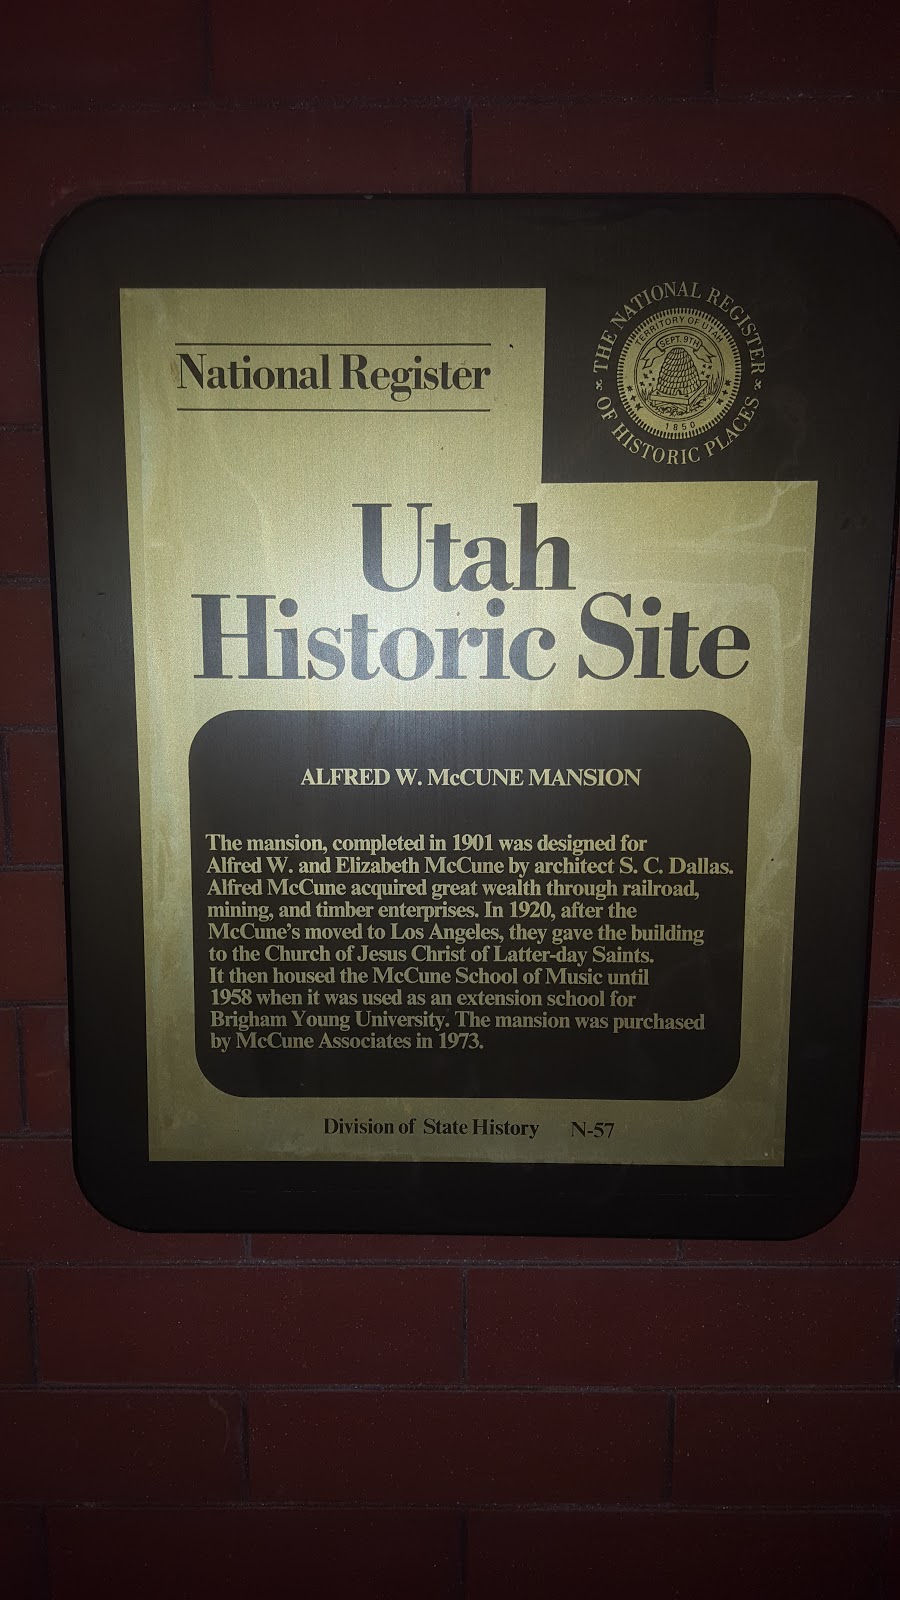 National Register
THE NATIONAL REGISTER
OF HISTORIC PLACES
TERRITORY OF UTAH
SEPT. 9TH
1850
Utah
Historic Site
ALFRED W. McCUNE MANSION
The mansion, completed in 1901 was designed for
Alfred W. and Elizabeth McCune by architect S. C. Dallas.
Alfred McCune acquired great wealth through railroad,
mining, and timber enterprises. In 1920, after the
McCune's moved to Los Angeles, they gave the building
to the Church of Jesus Christ of Latter-day Saints.
It then housed the McCune School of Music until
1958 when it was used as an extension school for
Brigham Young University. The mansion was purchased
by McCune Associates in 1973.
Division of State History N-57